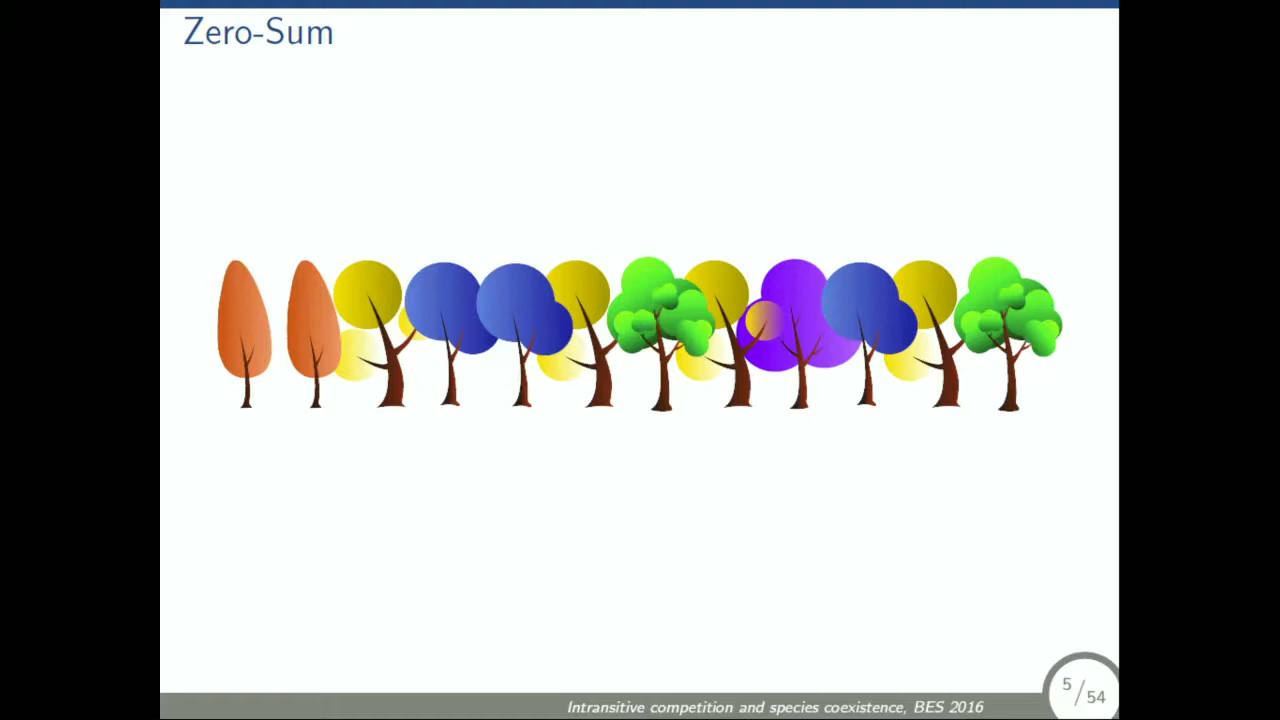 Zero-Sum
Intransitive competition and species coexistence, BES 2016
5/54